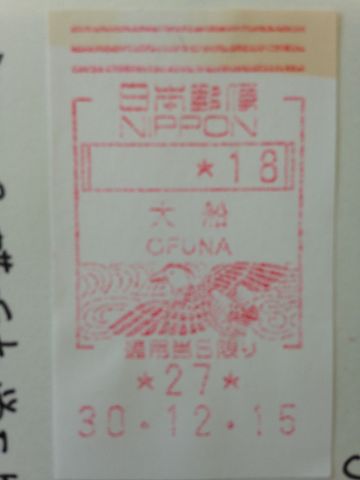 日本郵便
NIPPON
*18
大船
OFUNA
適用当日限り
*27*
30.12.15